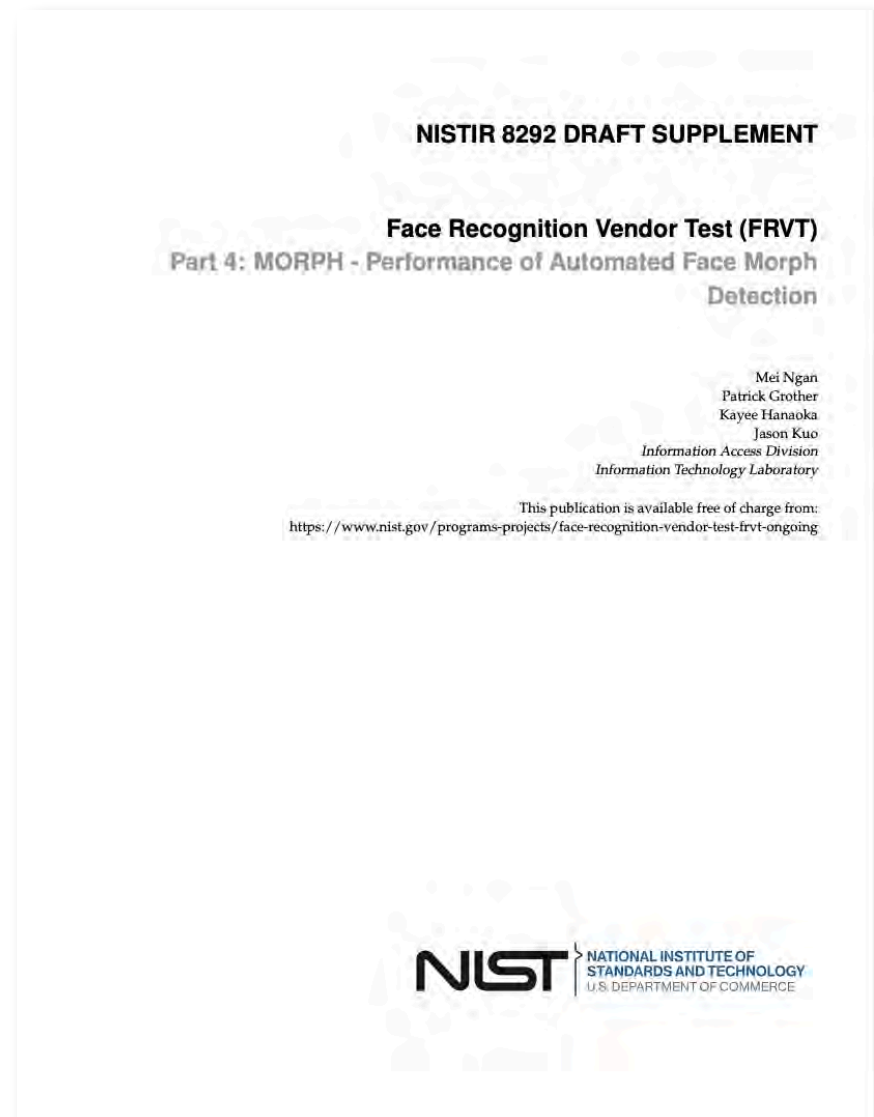 NISTIR 8292 DRAFT SUPPLEMENT
Face Recognition Vendor Test (FRVT)
Part 4: MORPH - Performance of Automated Face Morph
Detection
Mei Ngan
Patrick Grother
Kayee Hanaoka
Jason Kuo
Information Access Division
Information Technology Laboratory
This publication is available free of charge from:
https://www.nist.gov/programs-projects/face-recognition-vendor-test-frvt-ongoing
NIST
NATIONAL INSTITUTE OF
STANDARDS AND TECHNOLOGY
U.S. DEPARTMENT OF COMMERCE